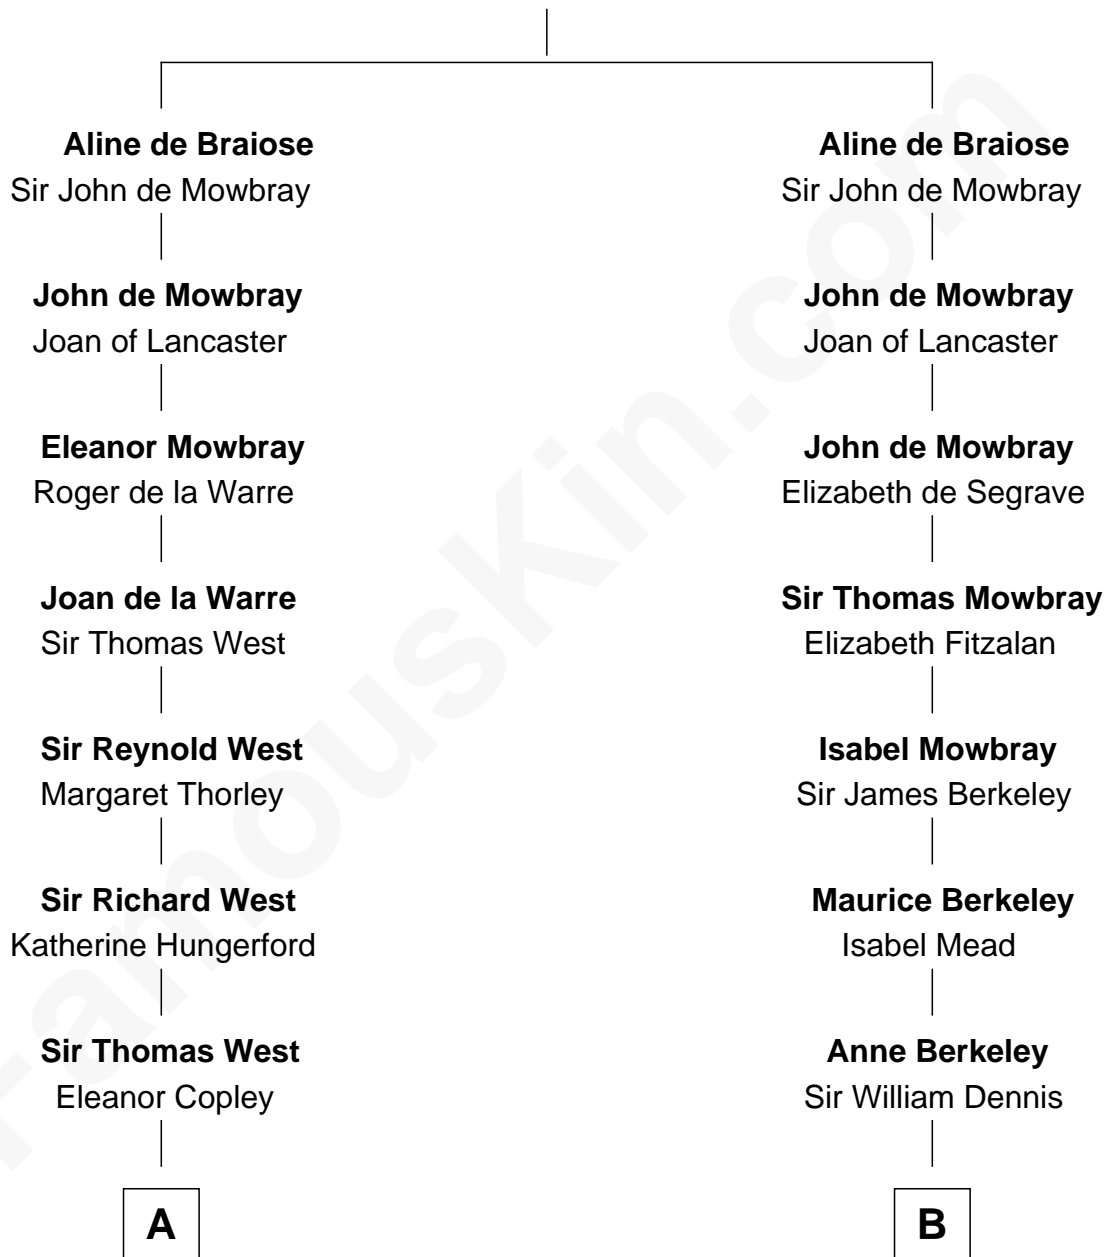 Aline de Braiose
Sir John de Mowbray
John de Mowbray
Joan of Lancaster
Eleanor Mowbray
Roger de la Warre
Joan de la Warre
Sir Thomas West
Sir Reynold West
Margaret Thorley
Sir Richard West
Katherine Hungerford
Sir Thomas West
Eleanor Copley
A
Aline de Braiose
Sir John de Mowbray
John de Mowbray
Joan of Lancaster
John de Mowbray
Elizabeth de Segrave
Sir Thomas Mowbray
Elizabeth Fitzalan
Isabel Mowbray
Sir James Berkeley
Maurice Berkeley
Isabel Mead
Anne Berkeley
Sir William Dennis
B
FamousKin.com